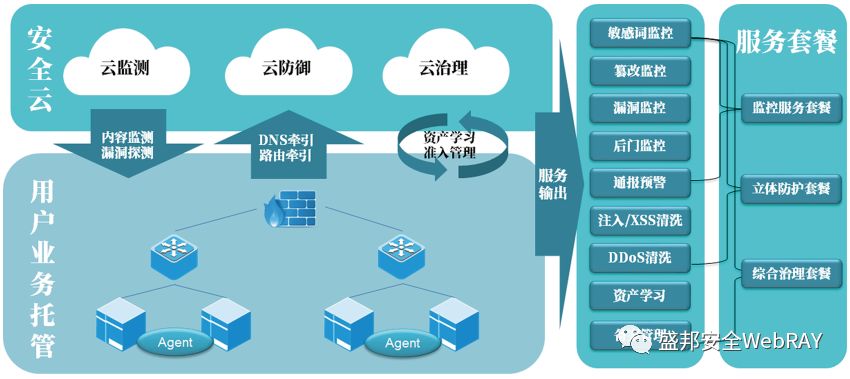 安全云
云监测
云防御
云治理
内容监测
漏洞探测
DNS牵引
路由牵引
资产学习
准入管理
用户业务托管
Agent
Agent
服务
输出
敏感词监控
篡改监控
漏洞监控
后门监控
通报预警
注入/XSS清洗
DDoS清洗
资产学习
管理
服务套餐
监控服务套餐
立体防护套餐
综合治理套餐
盛邦安全WebRAY